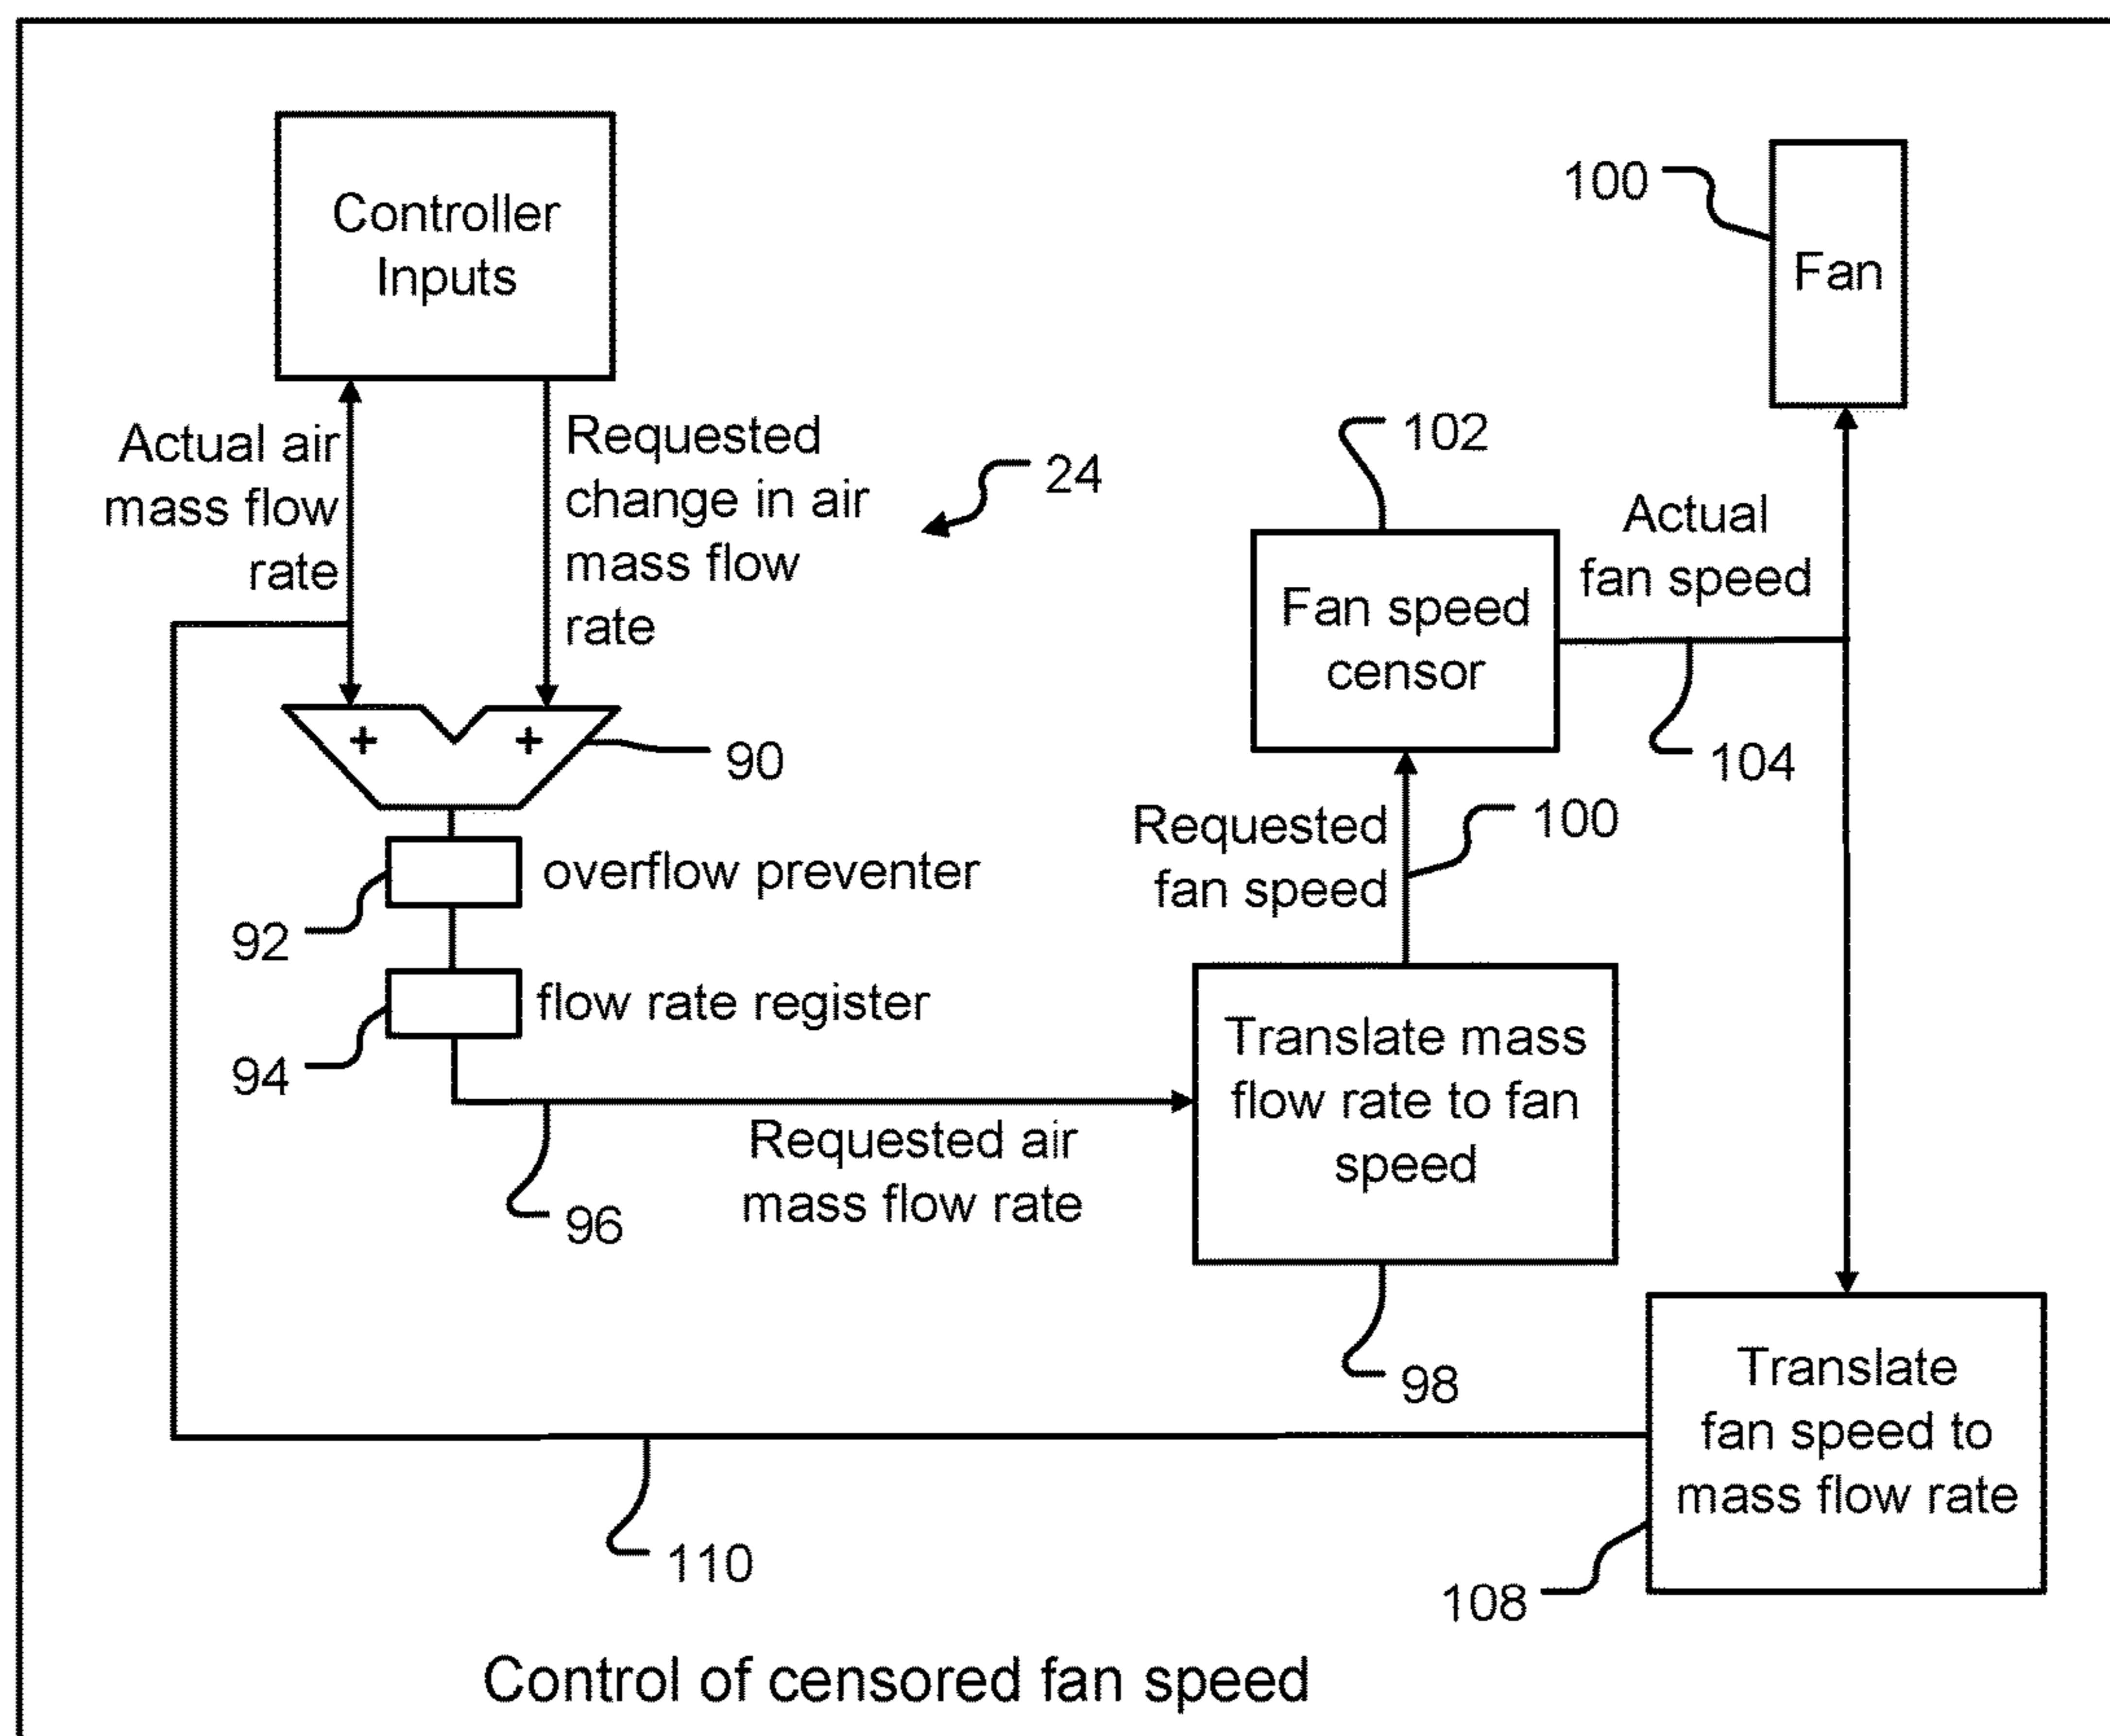 Controller
Inputs
100
Fan
Actual air
mass flow
rate
Requested
change in air
mass flow
rate
24
102
Actual
fan speed
Fan speed
censor
+ +
90
104
Requested
fan speed
100
overflow preventer
92
flow rate register
94
Translate mass
flow rate to fan
speed
Requested air
mass flow rate
96
98
Translate
fan speed to
mass flow rate
110
108
Control of censored fan speed